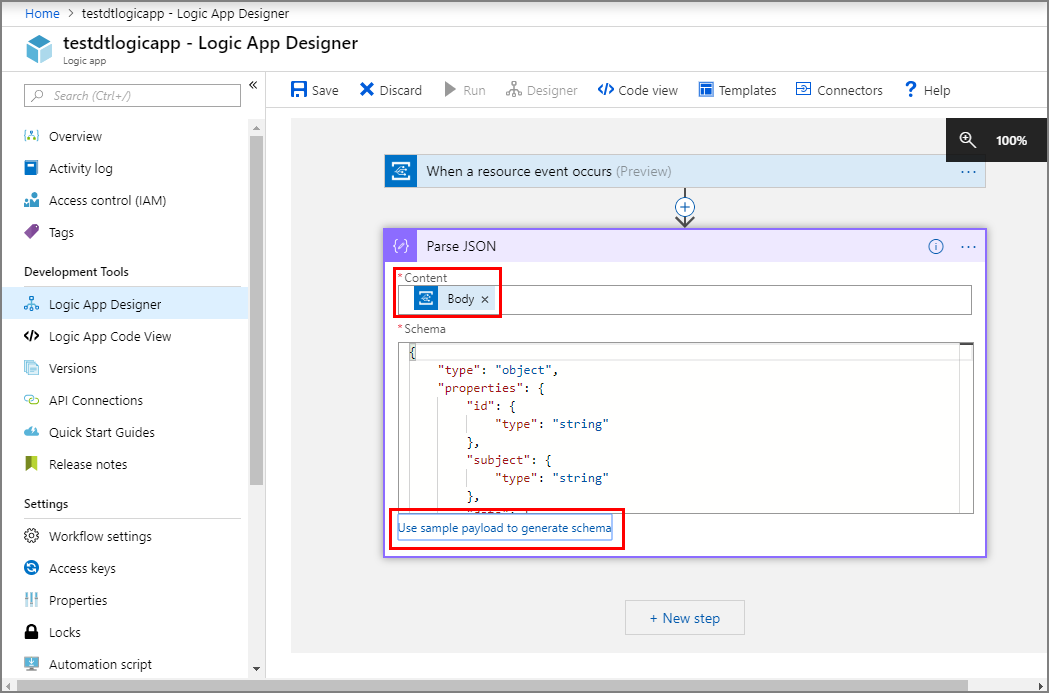 Home > testdtlogicapp - Logic App Designer
testdtlogicapp - Logic App Designer
Logic app
Search (Ctrl+/)
«
Overview
Activity log
Access control (IAM)
Tags
Development Tools
Logic App Designer
Logic App Code View
Versions
API Connections
Quick Start Guides
Release notes
Settings
Workflow settings
Access keys
Properties
Locks
Automation script
Save Discard Run Designer Code view Templates Connectors ? Help
100%
When a resource event occurs (Preview) ...
Parse JSON ...
* Content
Body ×
* Schema
{
"type": "object",
"properties": {
"id": {
"type": "string"
},
"subject": {
"type": "string"
},
Use sample payload to generate schema
+ New step